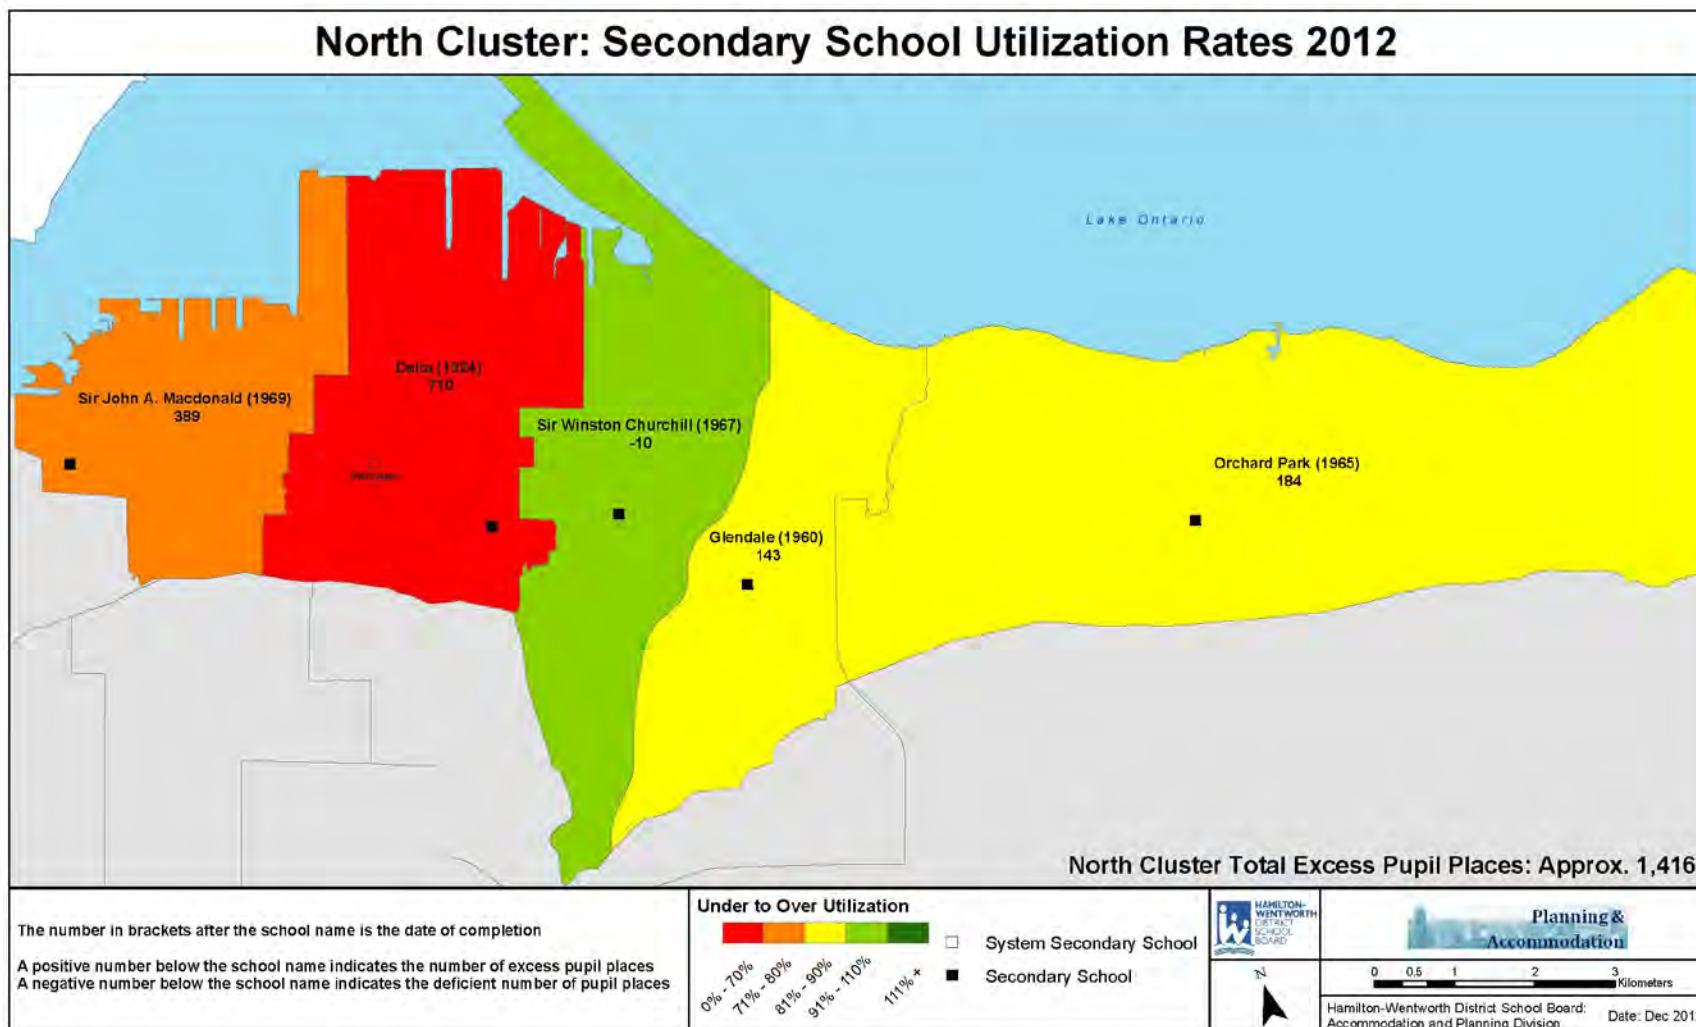 North Cluster: Secondary School Utilization Rates 2012
Lake Ontario
Delta (1924)
710
Sir John A. Macdonald (1969)
389
Sir Winston Churchill (1967)
-10
Orchard Park (1965)
184
Glendale (1960)
143
North Cluster Total Excess Pupil Places: Approx. 1,416
The number in brackets after the school name is the date of completion
A positive number below the school name indicates the number of excess pupil places
A negative number below the school name indicates the deficient number of pupil places
Under to Over Utilization
0% - 70%
71% - 80%
81% - 90%
91% - 110%
111% +
System Secondary School
Secondary School
HAMILTON-
WENTWORTH
DISTRICT
SCHOOL
BOARD
Planning &
Accommodation
N
0 0.5 1 2 3
Kilometers
Hamilton-Wentworth District School Board:
Accommodation and Planning Division
Date: Dec 201